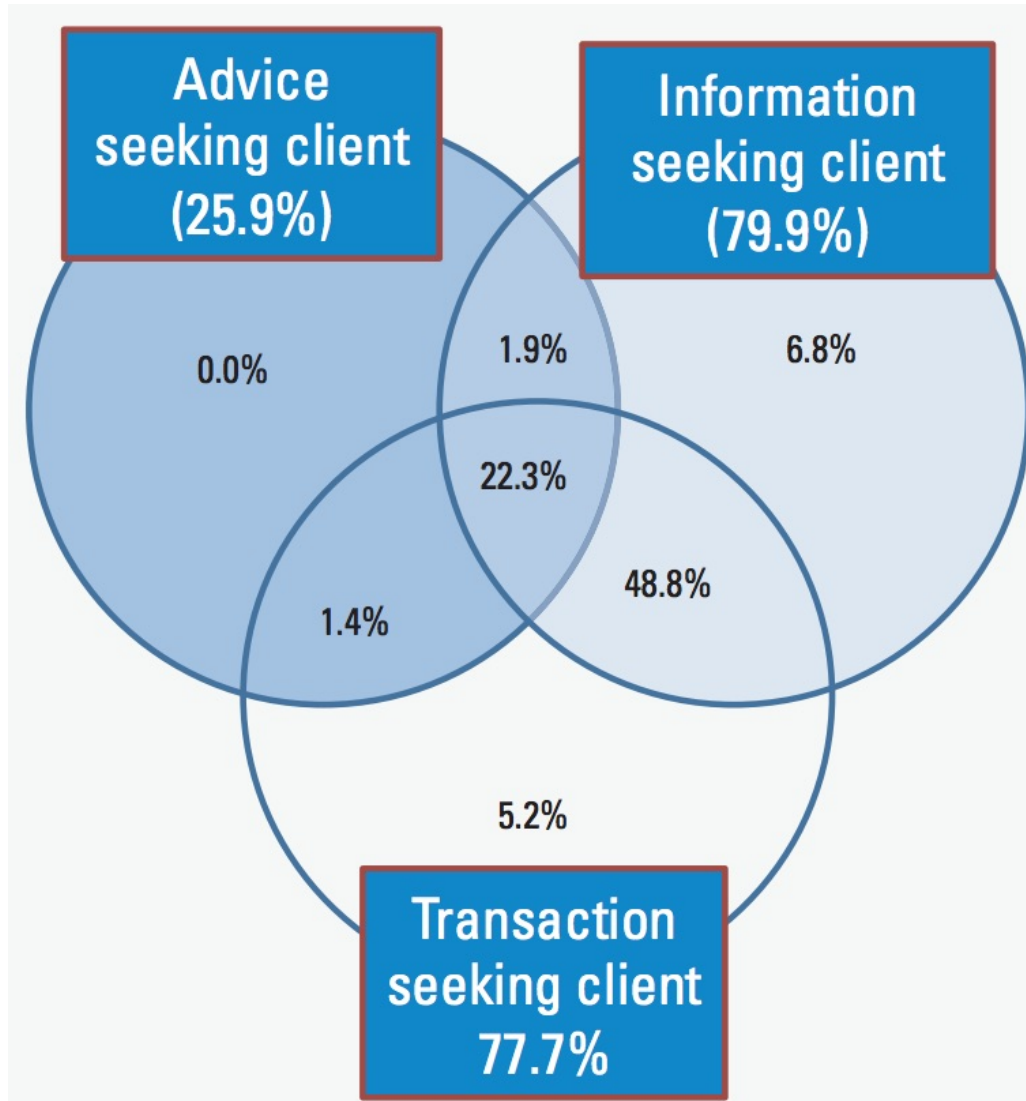 Advice
seeking client
(25.9%)
Information
seeking client
(79.9%)
0.0%
1.9%
6.8%
22.3%
1.4%
48.8%
5.2%
Transaction
seeking client
77.7%